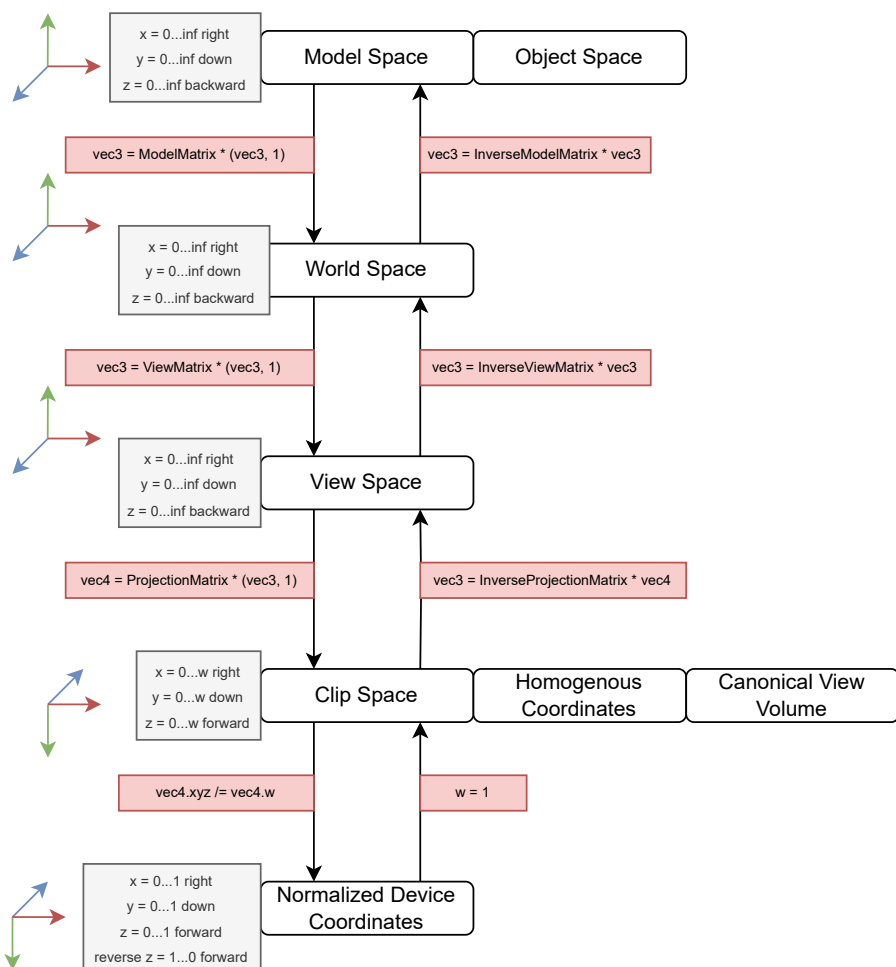 x = 0...inf right
y = 0...inf down
z = 0...inf backward
Model Space
Object Space
vec3 = ModelMatrix * (vec3, 1)
vec3 = InverseModelMatrix * vec3
x = 0...inf right
y = 0...inf down
z = 0...inf backward
World Space
vec3 = ViewMatrix * (vec3, 1)
vec3 = InverseViewMatrix * vec3
x = 0...inf right
y = 0...inf down
z = 0...inf backward
View Space
vec4 = ProjectionMatrix * (vec3, 1)
vec3 = InverseProjectionMatrix * vec4
x = 0...w right
y = 0...w down
z = 0...w forward
Clip Space
Homogenous
Coordinates
Canonical View
Volume
vec4.xyz /= vec4.w
w = 1
x = 0...1 right
y = 0...1 down
z = 0...1 forward
reverse z = 1...0 forward
Normalized Device
Coordinates